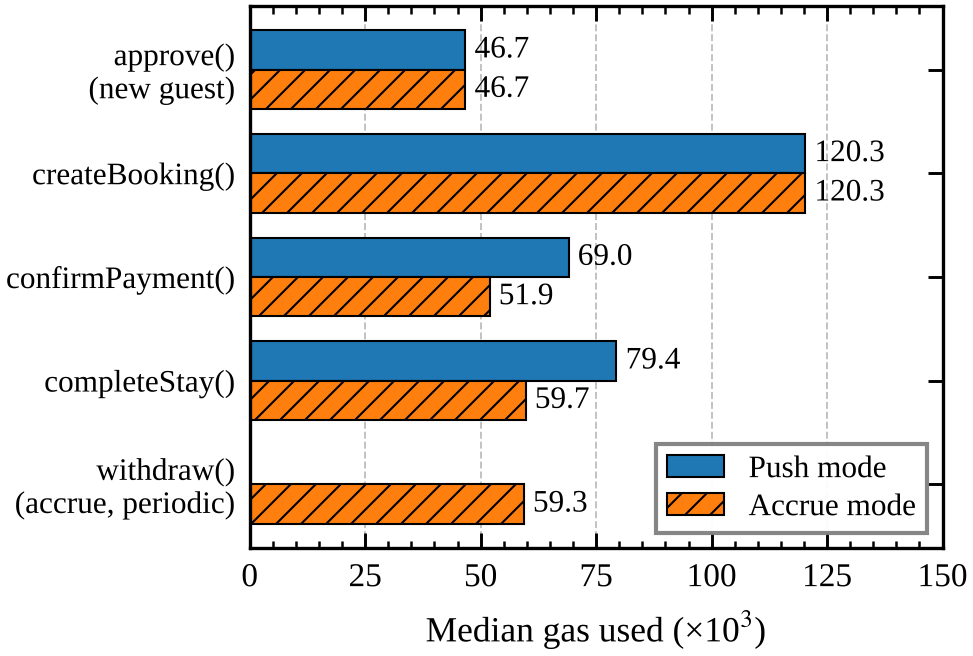 approve()
(new guest)
46.7
46.7
createBooking()
120.3
120.3
confirmPayment()
69.0
51.9
completeStay()
79.4
59.7
withdraw()
(accrue, periodic)
59.3
Push mode
Accrue mode
0 25 50 75 100 125 150
Median gas used (×10³)